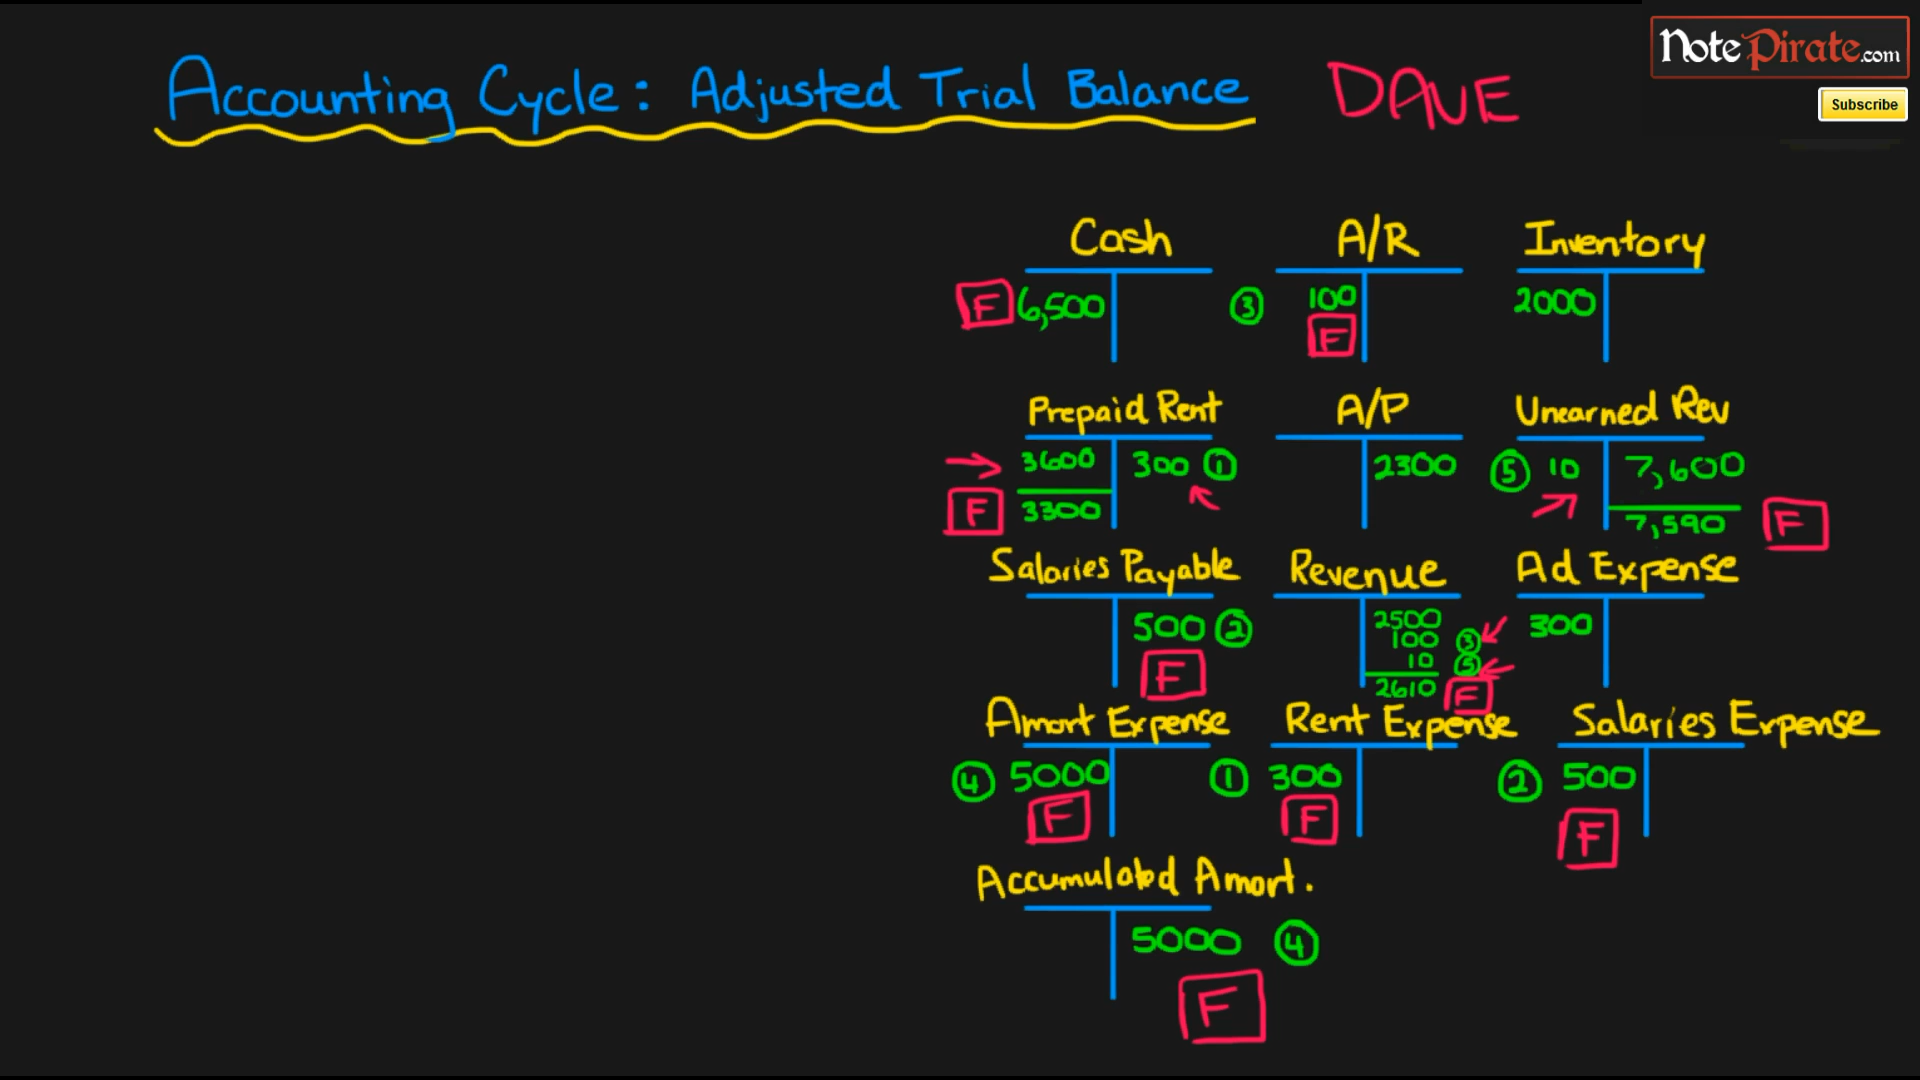 Accounting Cycle: Adjusted Trial Balance DAVE
NotePirate.com
Subscribe
Cash A/R Inventory
F 6,500 3 100 2000
F
Prepaid Rent A/P Unearned Rev
3600 300 1 2300 5 10 7,600
F 3300 7,590 F
Salaries Payable Revenue Ad Expense
500 2 2500 300
100 3
10 5
F 2610 F
Amort Expense Rent Expense Salaries Expense
4 5000 1 300 2 500
F F F
Accumulated Amort.
5000 4
F